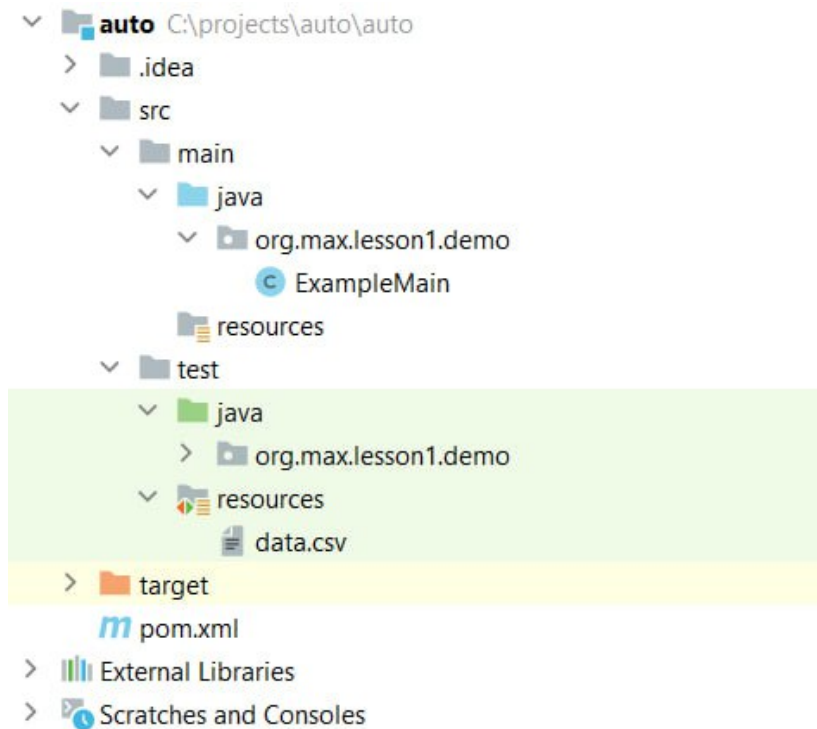 auto C:\projects\auto\auto
.idea
src
main
java
org.max.lesson1.demo
C ExampleMain
resources
test
java
org.max.lesson1.demo
resources
data.csv
target
m pom.xml
External Libraries
Scratches and Consoles